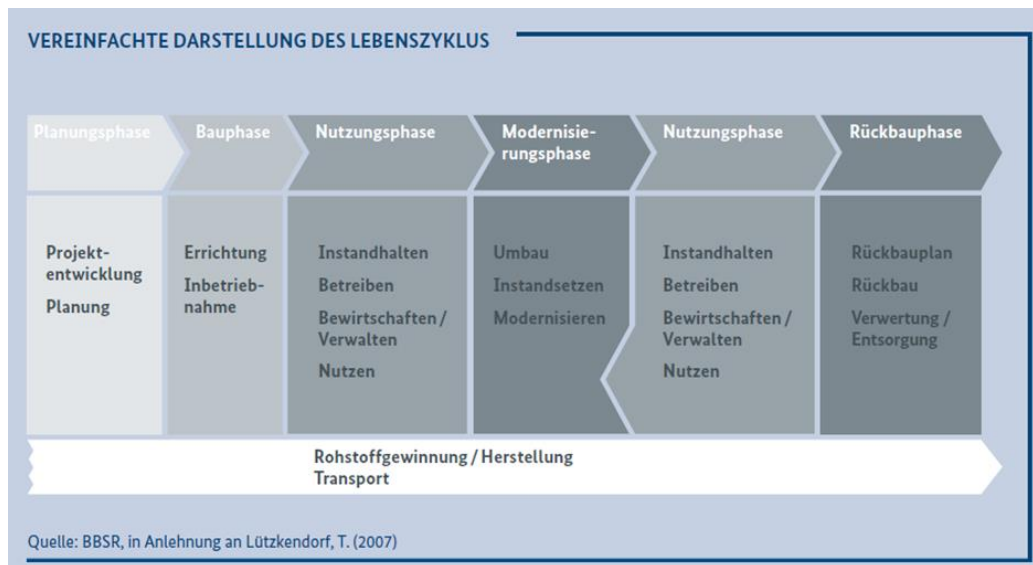 VEREINFACHTE DARSTELLUNG DES LEBENSZYKLUS
Planungsphase
Bauphase
Nutzungsphase
Modernisie-
rungsphase
Nutzungsphase
Rückbauphase
Projekt-
entwicklung
Planung
Errichtung
Inbetrieb-
nahme
Instandhalten
Betreiben
Bewirtschaften /
Verwalten
Nutzen
Umbau
Instandsetzen
Modernisieren
Instandhalten
Betreiben
Bewirtschaften /
Verwalten
Nutzen
Rückbauplan
Rückbau
Verwertung /
Entsorgung
Rohstoffgewinnung / Herstellung
Transport
Quelle: BBSR, in Anlehnung an Lützkendorf, T. (2007)